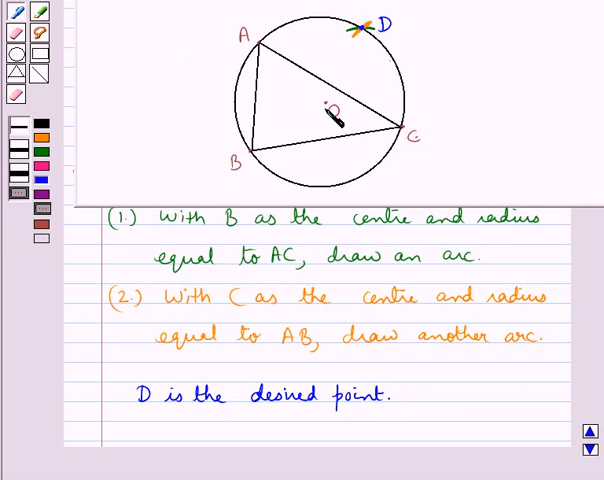 A
D
O
C
B
(1.) With B as the centre and radius
equal to AC, draw an arc.
(2.) With C as the centre and radius
equal to AB, draw another arc.
D is the desired point.